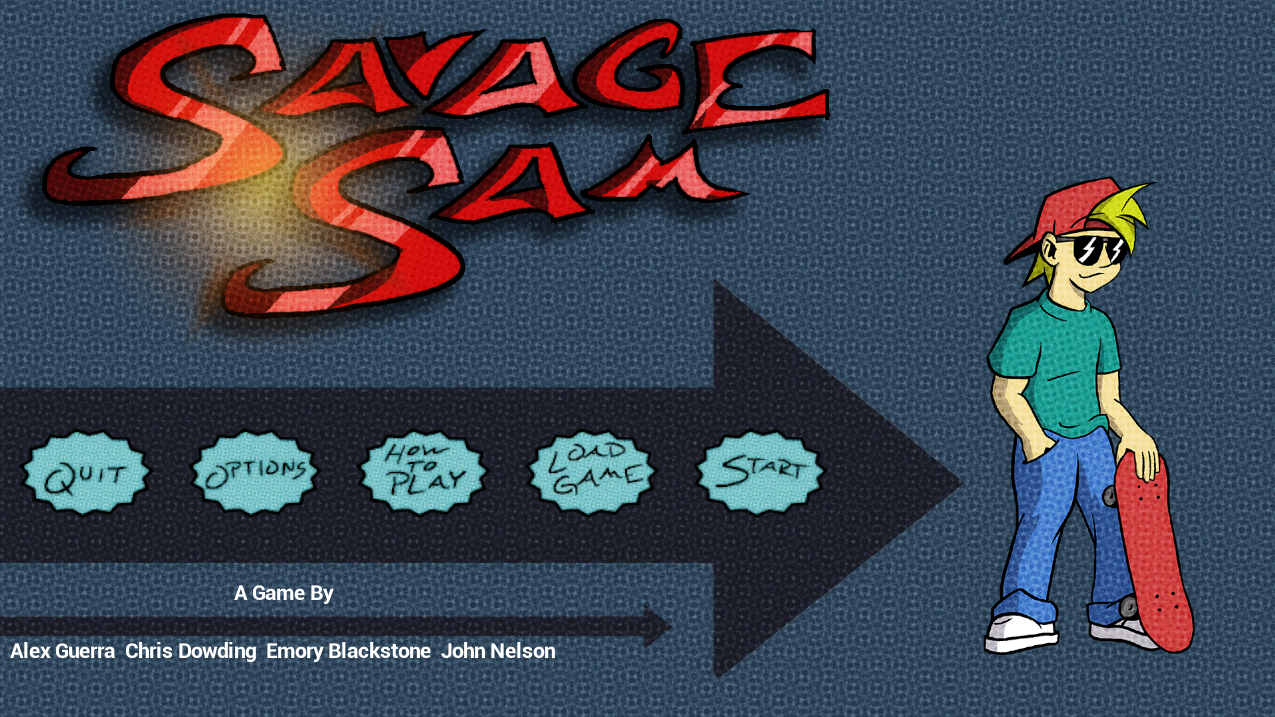 SAVAGE
SAM
QUIT
OPTIONS
HOW
TO
PLAY
LOAD
GAME
START
A Game By
Alex Guerra Chris Dowding Emory Blackstone John Nelson